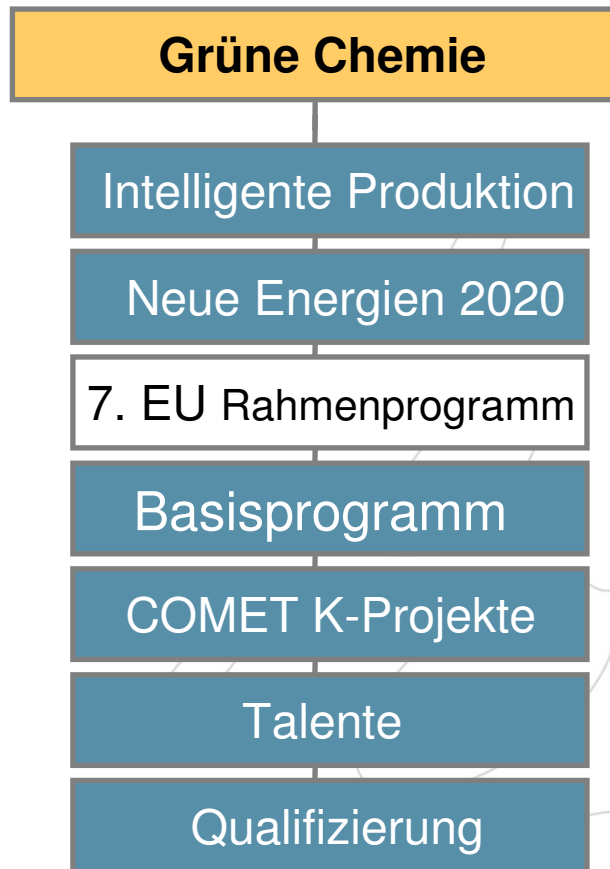 Grüne Chemie
Intelligente Produktion
Neue Energien 2020
7. EU Rahmenprogramm
Basisprogramm
COMET K-Projekte
Talente
Qualifizierung